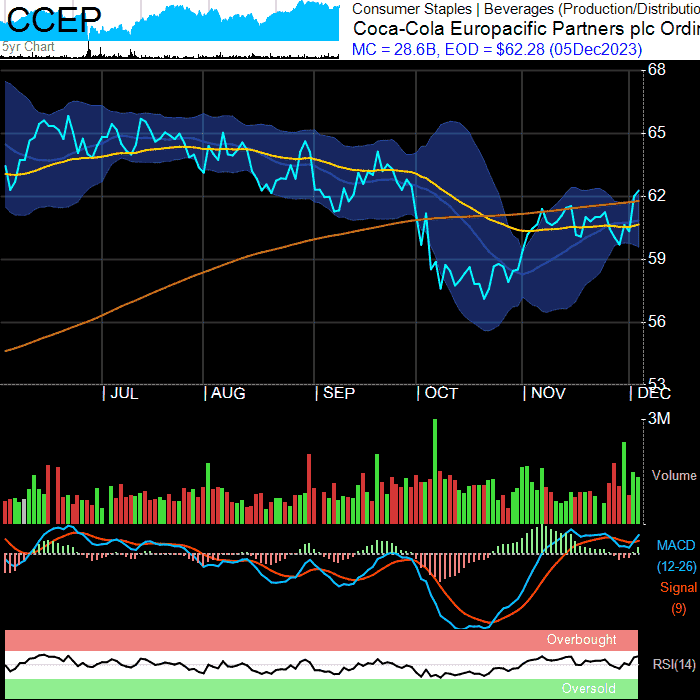 CCEP
5yr Chart
Consumer Staples | Beverages (Production/Distributio
Coca-Cola Europacific Partners plc Ordin
MC = 28.6B, EOD = $62.28 (05Dec2023)
68
65
62
59
56
53
JUL AUG SEP OCT NOV DEC
3M
Volume
MACD
(12-26)
Signal
(9)
Overbought
RSI(14)
Oversold